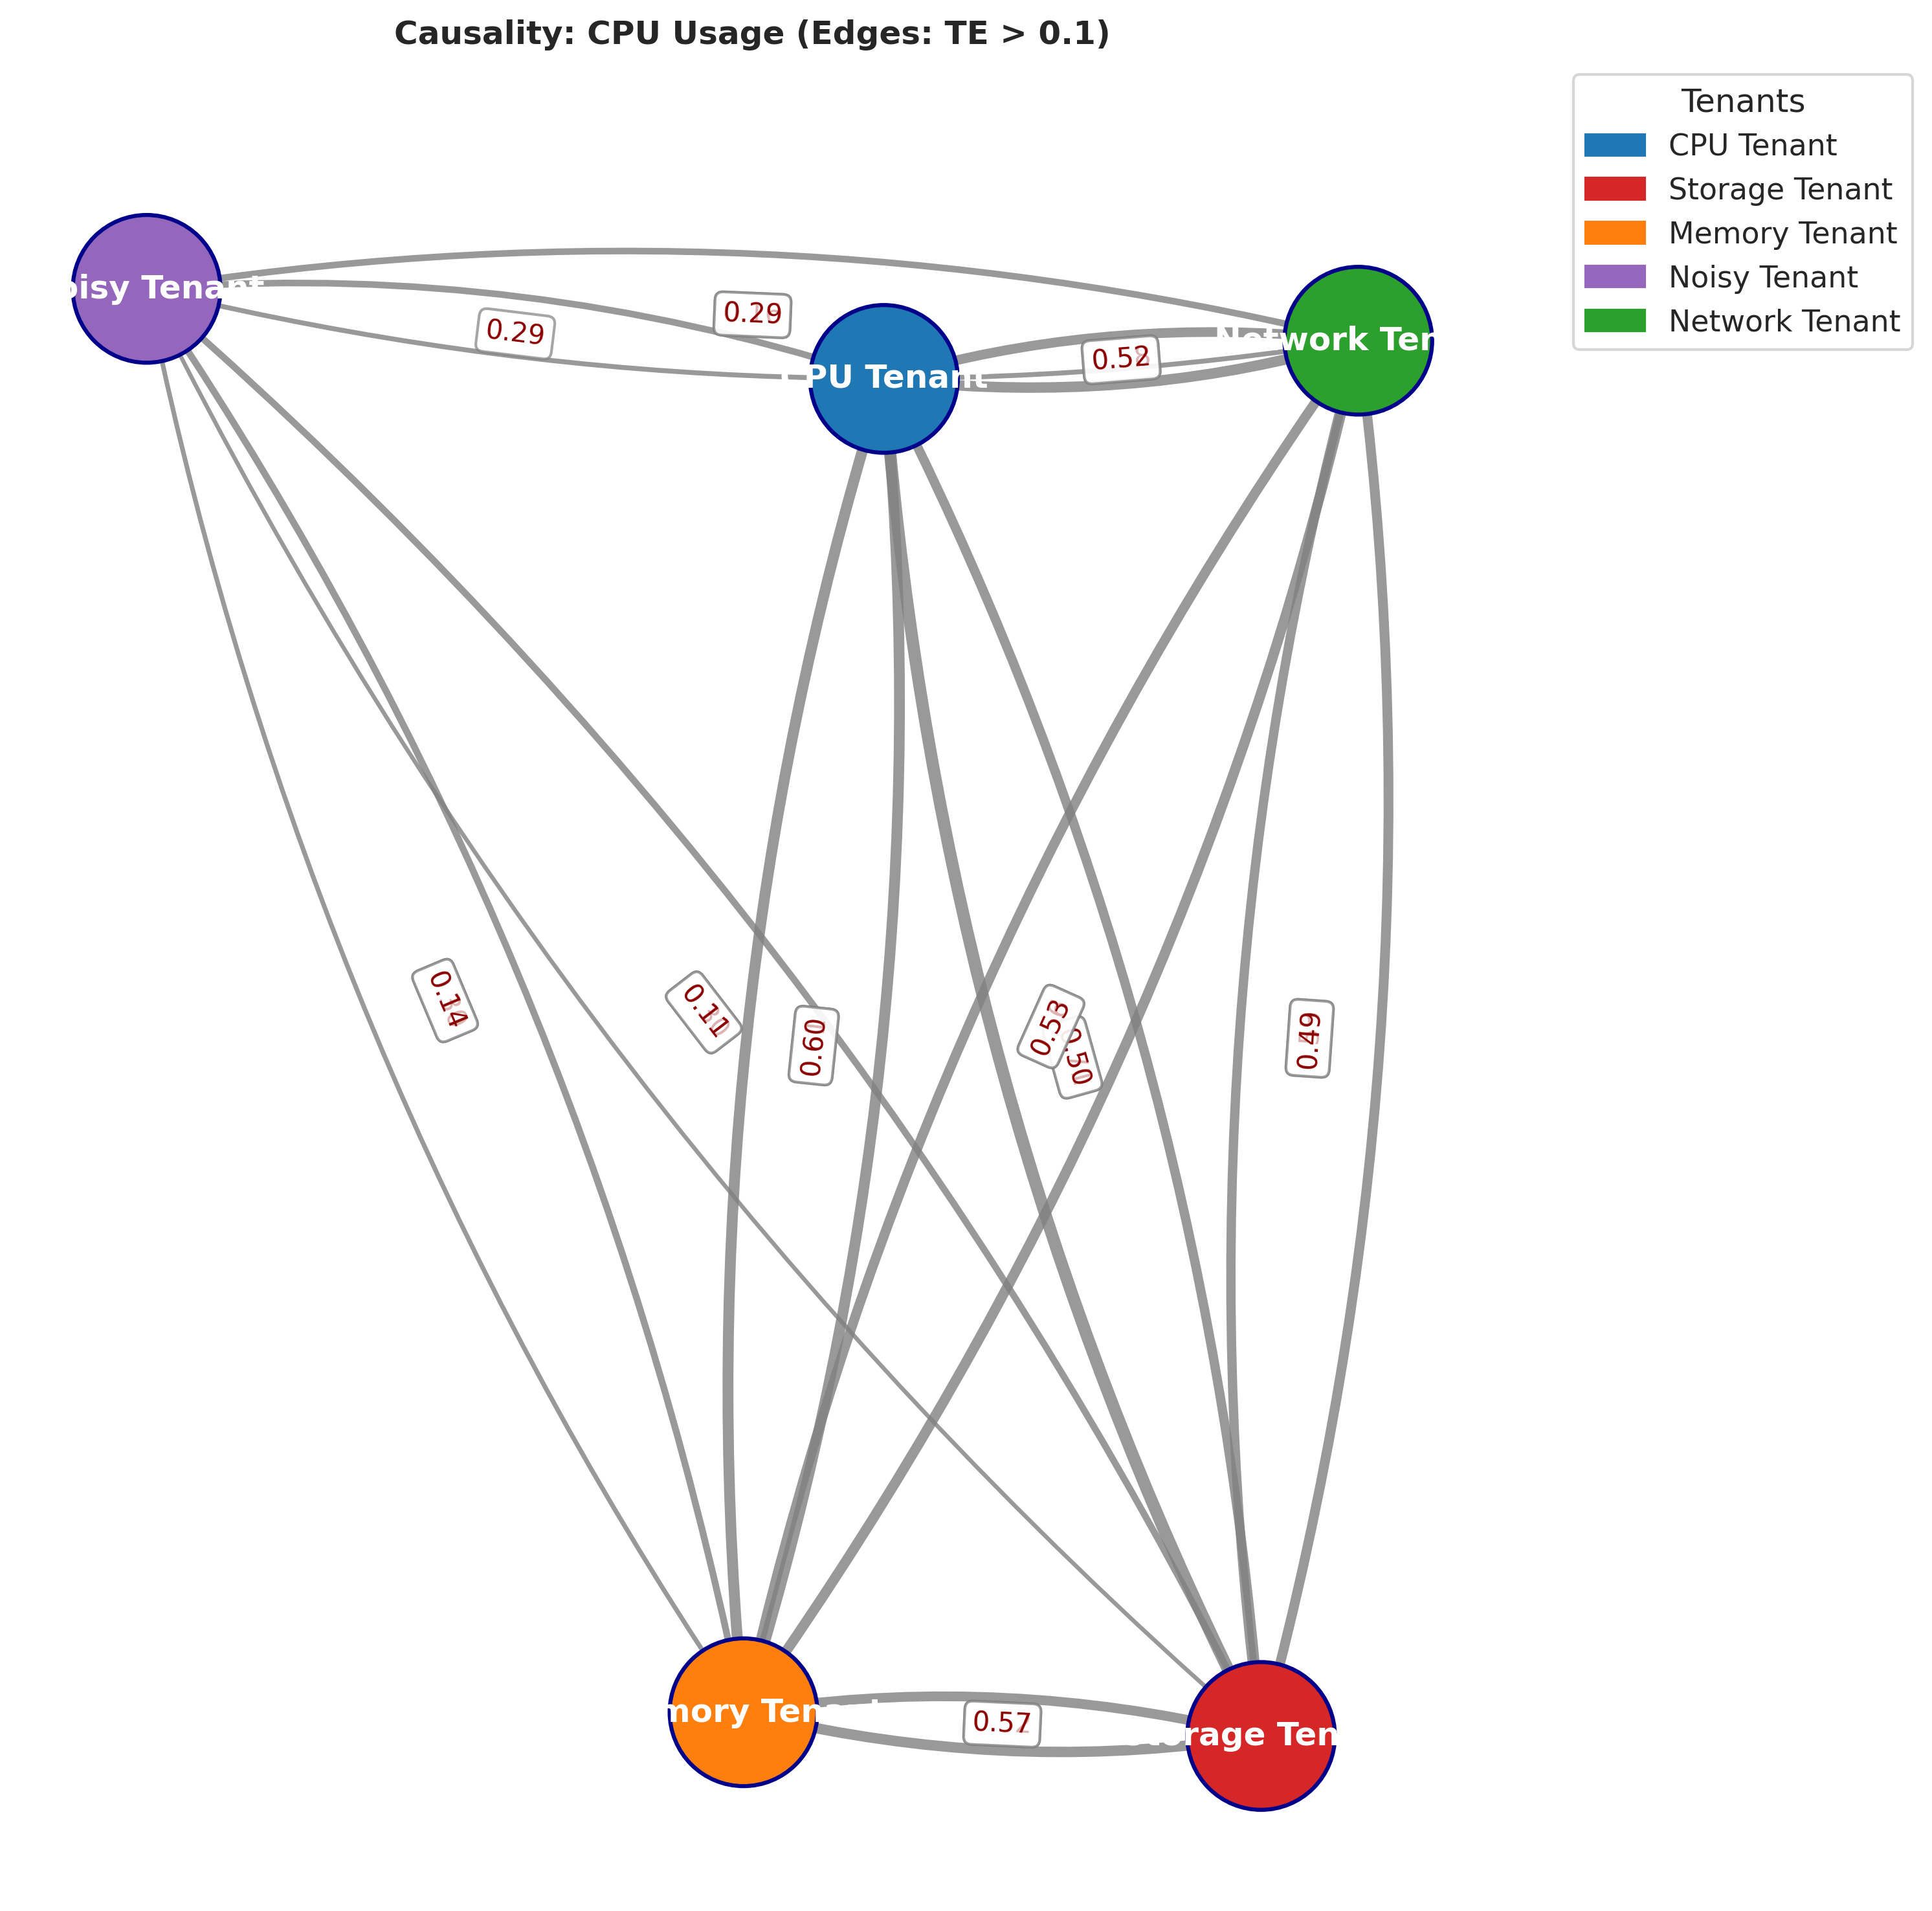 Causality: CPU Usage (Edges: TE > 0.1)
Tenants
CPU Tenant
Storage Tenant
Memory Tenant
Noisy Tenant
Network Tenant
oisy Tenant
PU Tenant
Network Ten
0.29
0.29
0.52
0.14
0.11
0.60
0.53
0.50
0.49
mory Tenant
0.57
orage Ten